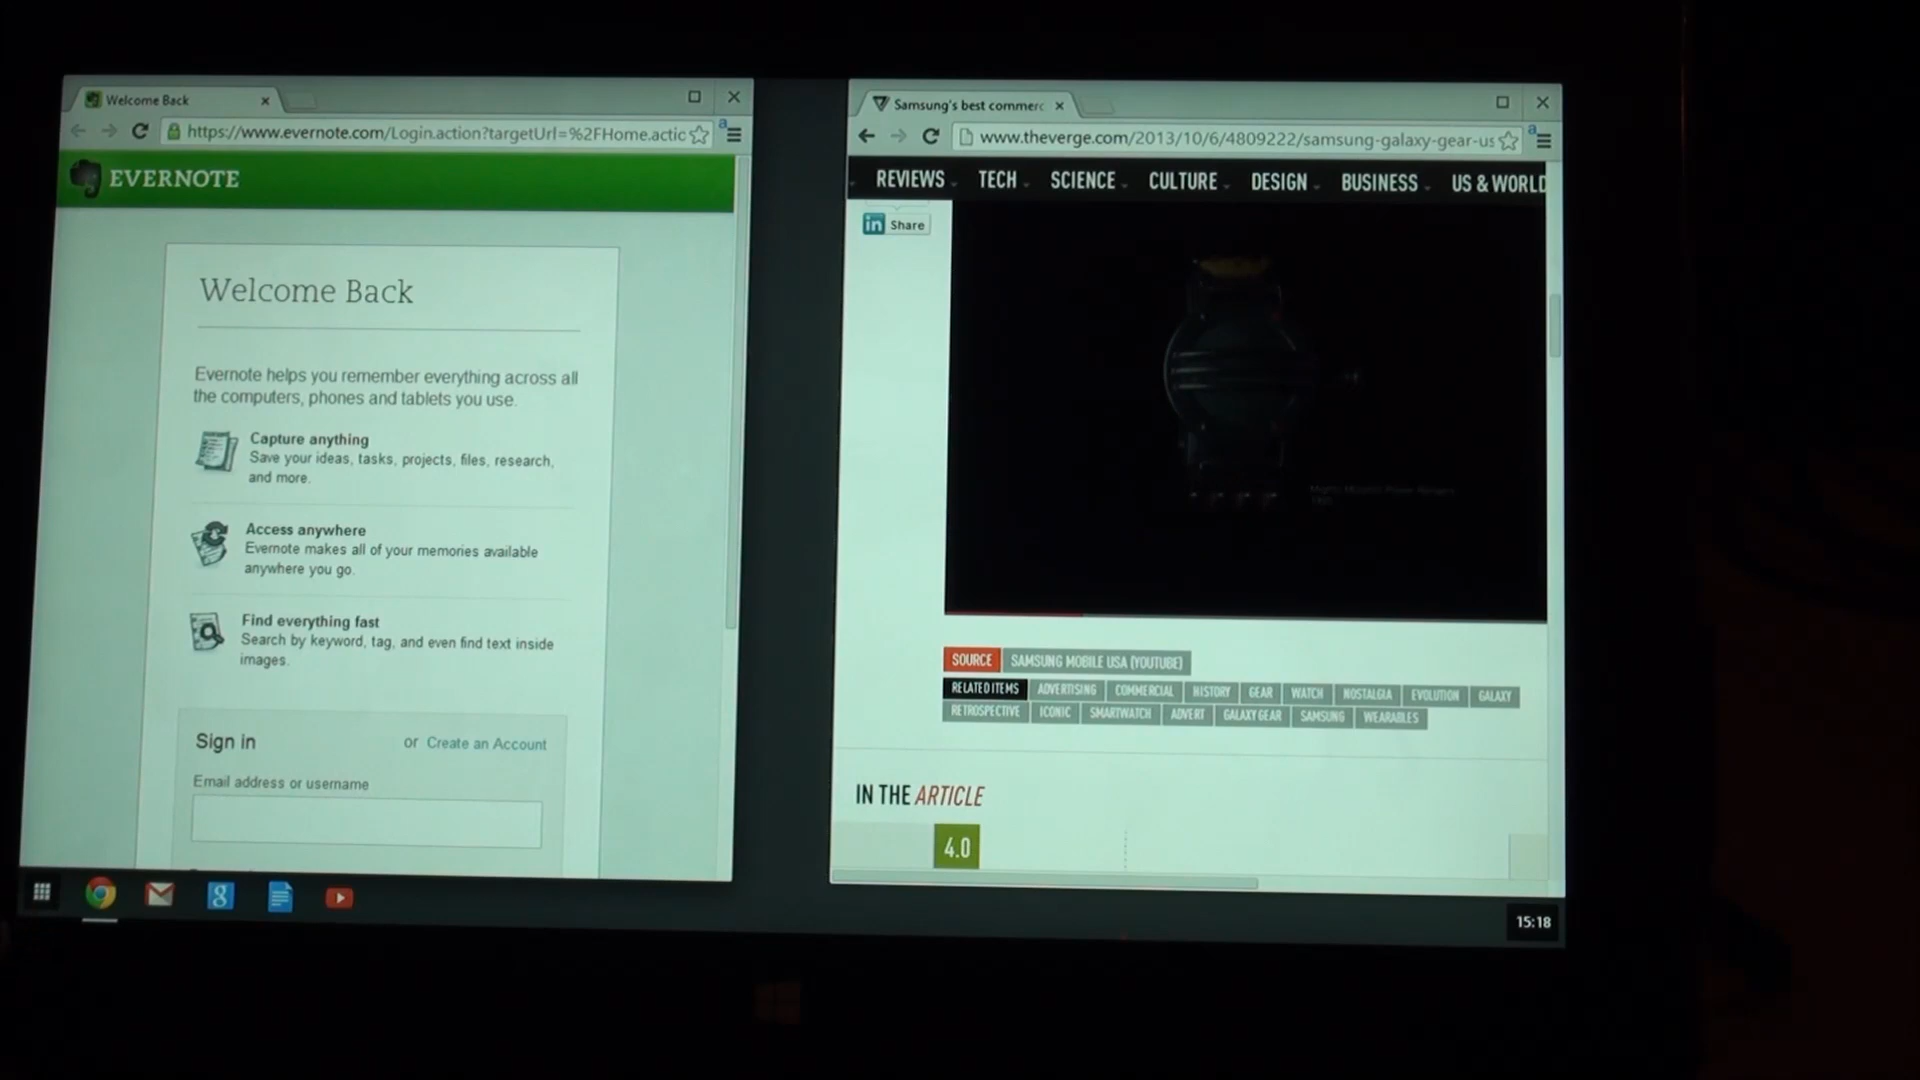 Welcome Back
https://www.evernote.com/Login.action?targetUrl=%2FHome.actic
EVERNOTE
Welcome Back
Evernote helps you remember everything across all
the computers, phones and tablets you use.
Capture anything
Save your ideas, tasks, projects, files, research,
and more.
Access anywhere
Evernote makes all of your memories available
anywhere you go.
Find everything fast
Search by keyword, tag, and even find text inside
images.
Sign in or Create an Account
Email address or username
Samsung's best commerc
www.theverge.com/2013/10/6/4809222/samsung-galaxy-gear-us
REVIEWS TECH SCIENCE CULTURE DESIGN BUSINESS US & WORLD
in Share
SOURCE SAMSUNG MOBILE USA (YOUTUBE)
RELATED ITEMS ADVERTISING COMMERCIAL HISTORY GEAR WATCH NOSTALGIA EVOLUTION GALAXY
RETROSPECTIVE ICONIC SMARTWATCH ADVERT GALAXY GEAR SAMSUNG WEARABLES
IN THE ARTICLE
4.0
15:18